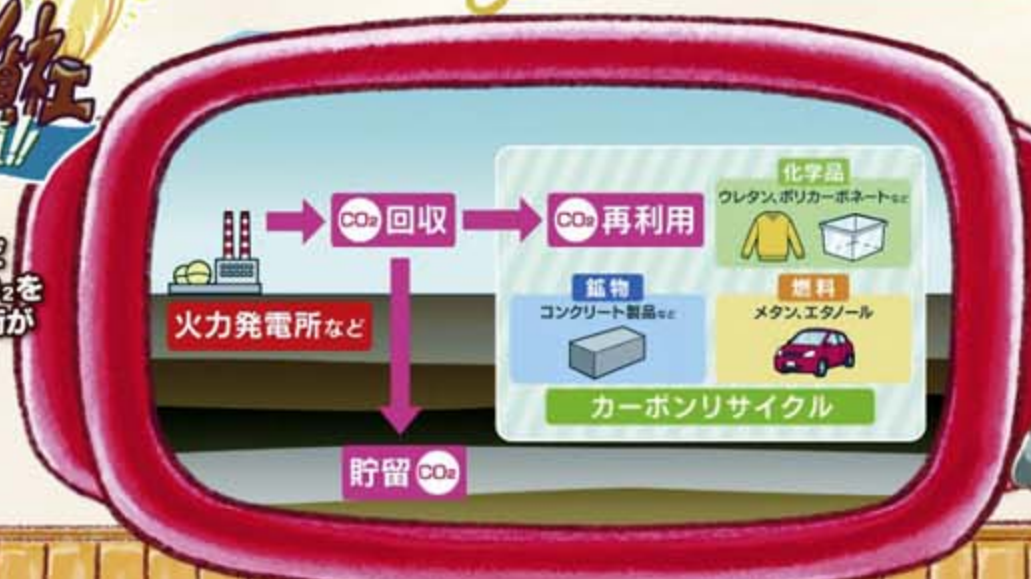 CO₂回収
CO₂再利用
化学品
ウレタン、ポリカーボネートなど
鉱物
コンクリート製品など
燃料
メタン、エタノール
火力発電所など
カーボンリサイクル
貯留CO₂
₂を
が